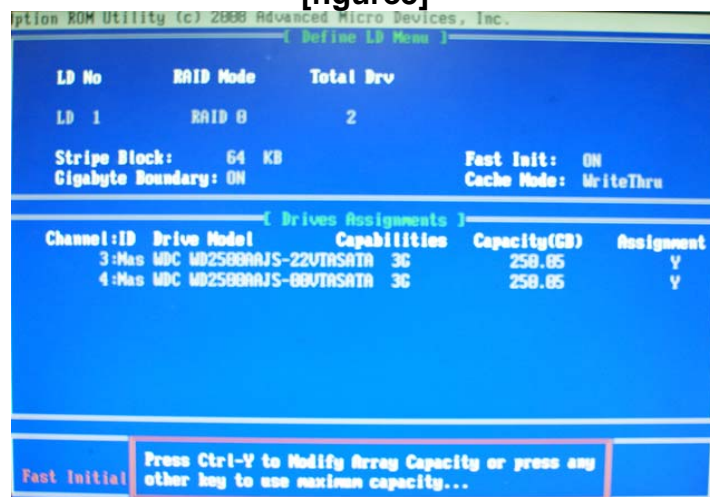 [figure5]
ption ROM Utility (c) 2008 Advanced Micro Devices, Inc.
[ Define LD Menu ]
LD No RAID Mode Total Drv
LD 1 RAID 0 2
Stripe Block: 64 KB Fast Init: ON
Gigabyte Boundary: ON Cache Mode: WriteThru
[ Drives Assignments ]
Channel:ID Drive Model Capabilities Capacity(GB) Assignment
3:Mas WDC WD2500AAJS-22VTASATA 3G 250.05 Y
4:Mas WDC WD2500AAJS-00VTASATA 3G 250.05 Y
Press Ctrl-Y to Modify Array Capacity or press any
Fast Initial other key to use maximum capacity...